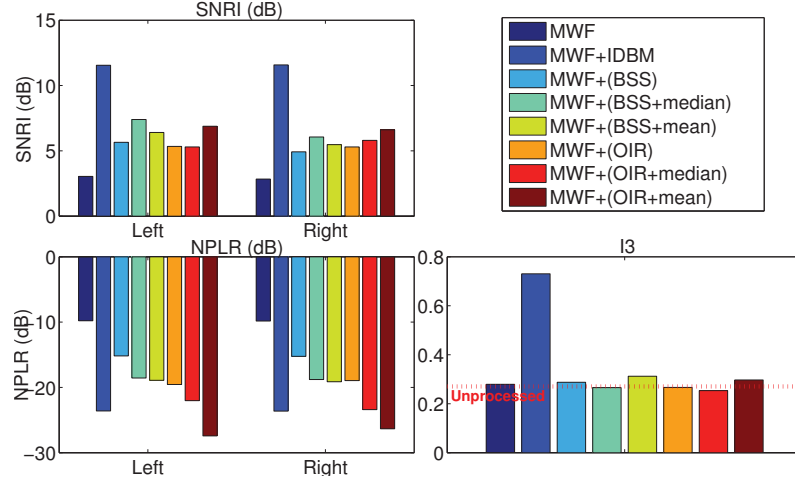 SNRI (dB)
15
10
5
0
SNRI (dB)
Left
Right
MWF
MWF+IDBM
MWF+(BSS)
MWF+(BSS+median)
MWF+(BSS+mean)
MWF+(OIR)
MWF+(OIR+median)
MWF+(OIR+mean)
NPLR (dB)
0
−10
−20
−30
NPLR (dB)
Left
Right
I3
0.8
0.6
0.4
0.2
0
Unprocessed